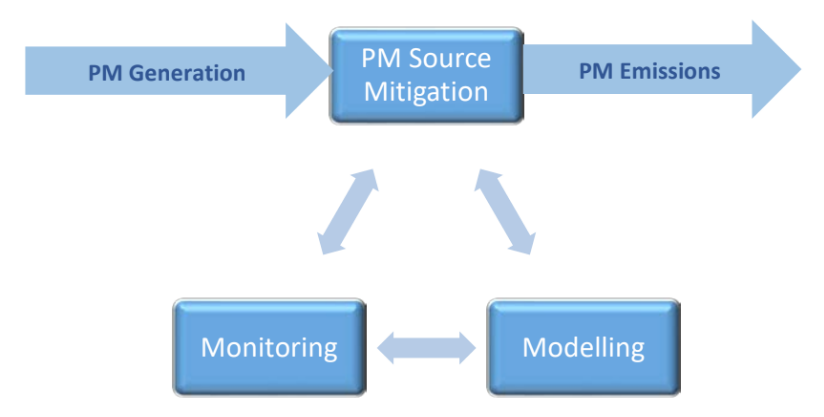 PM Generation
PM Source
Mitigation
PM Emissions
Monitoring
Modelling